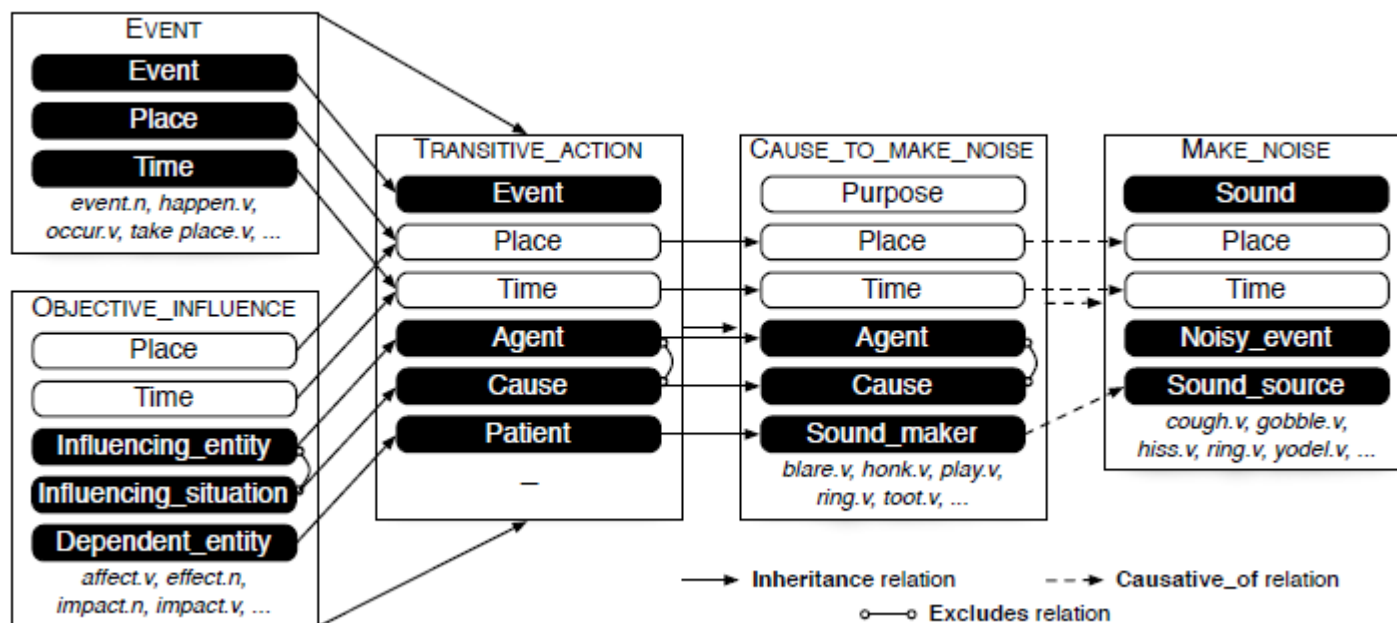 EVENT
Event
Place
Time
event.n, happen.v,
occur.v, take place.v, ...
OBJECTIVE_INFLUENCE
Place
Time
Influencing_entity
Influencing_situation
Dependent_entity
affect.v, effect.n,
impact.n, impact.v, ...
TRANSITIVE_ACTION
Event
Place
Time
Agent
Cause
Patient
–
CAUSE_TO_MAKE_NOISE
Purpose
Place
Time
Agent
Cause
Sound_maker
blare.v, honk.v, play.v,
ring.v, toot.v, ...
MAKE_NOISE
Sound
Place
Time
Noisy_event
Sound_source
cough.v, gobble.v,
hiss.v, ring.v, yodel.v, ...
Inheritance relation
Causative_of relation
Excludes relation